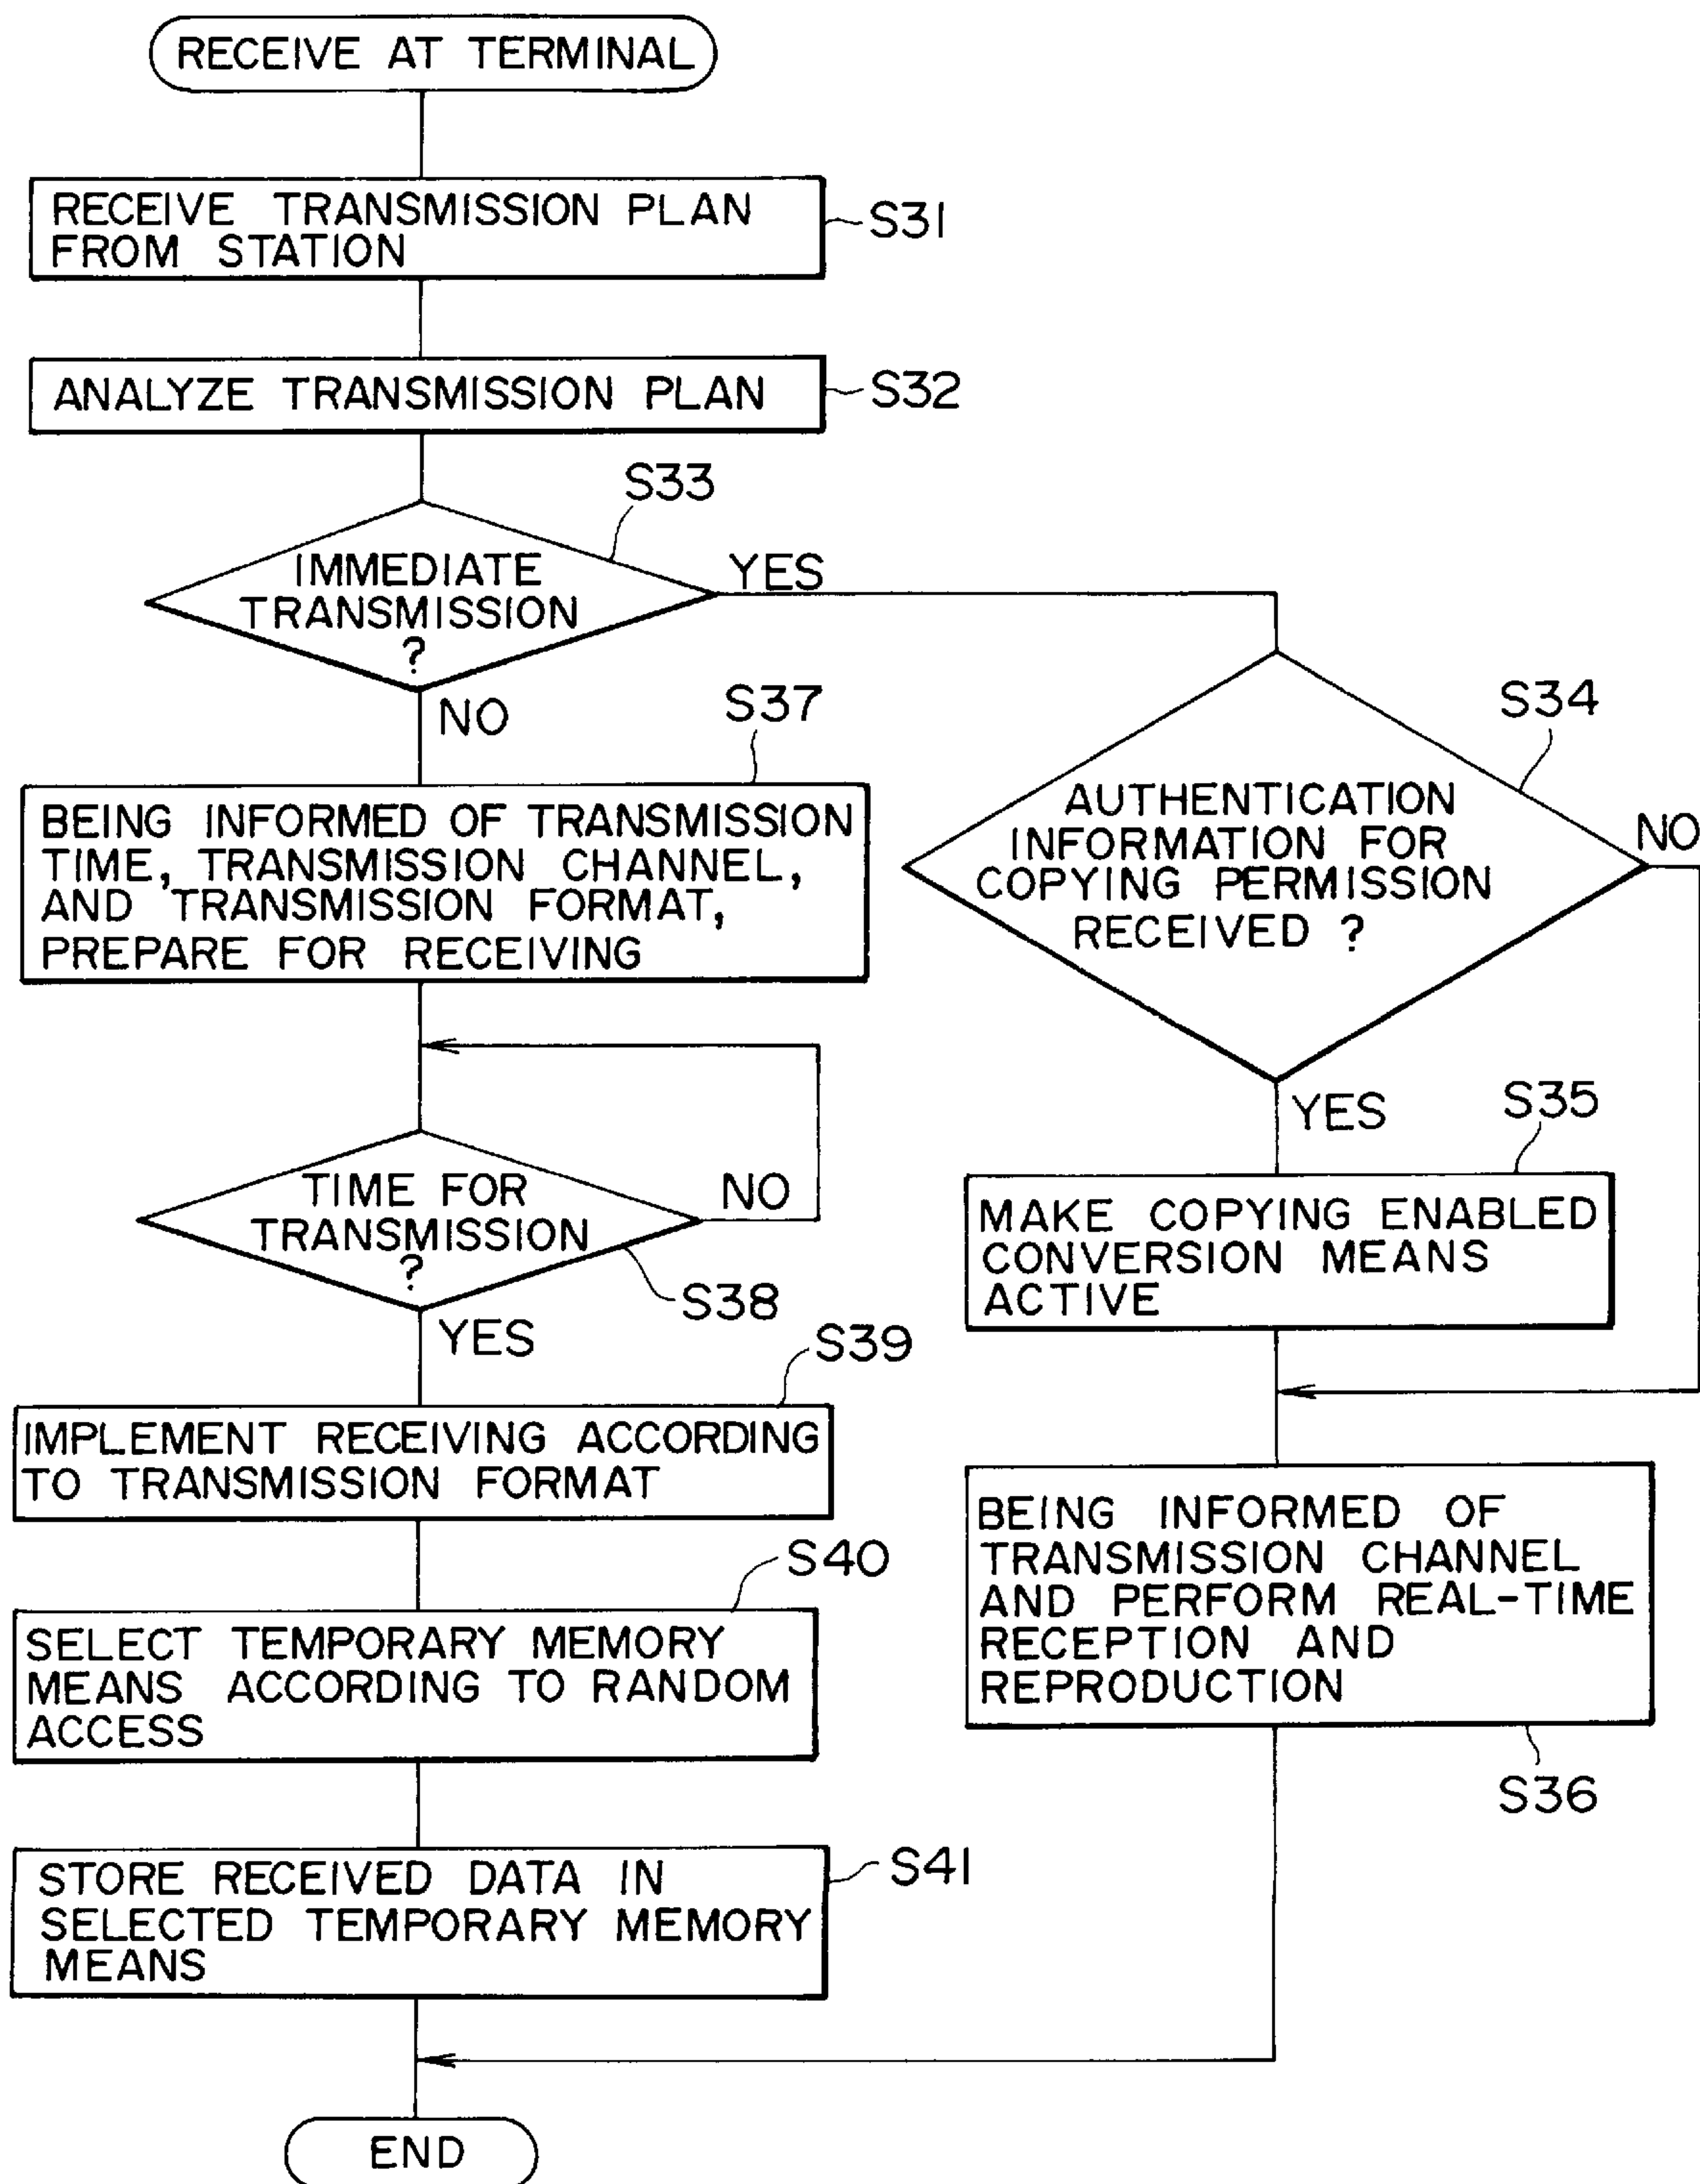 RECEIVE AT TERMINAL
RECEIVE TRANSMISSION PLAN
FROM STATION
S31
ANALYZE TRANSMISSION PLAN
S32
S33
IMMEDIATE
TRANSMISSION
?
YES
NO
S37
BEING INFORMED OF TRANSMISSION
TIME, TRANSMISSION CHANNEL,
AND TRANSMISSION FORMAT,
PREPARE FOR RECEIVING
TIME FOR
TRANSMISSION
?
NO
S38
YES
S39
IMPLEMENT RECEIVING ACCORDING
TO TRANSMISSION FORMAT
S40
SELECT TEMPORARY MEMORY
MEANS ACCORDING TO RANDOM
ACCESS
STORE RECEIVED DATA IN
SELECTED TEMPORARY MEMORY
MEANS
S41
S34
AUTHENTICATION
INFORMATION FOR
COPYING PERMISSION
RECEIVED ?
NO
YES
S35
MAKE COPYING ENABLED
CONVERSION MEANS
ACTIVE
BEING INFORMED OF
TRANSMISSION CHANNEL
AND PERFORM REAL-TIME
RECEPTION AND
REPRODUCTION
S36
END